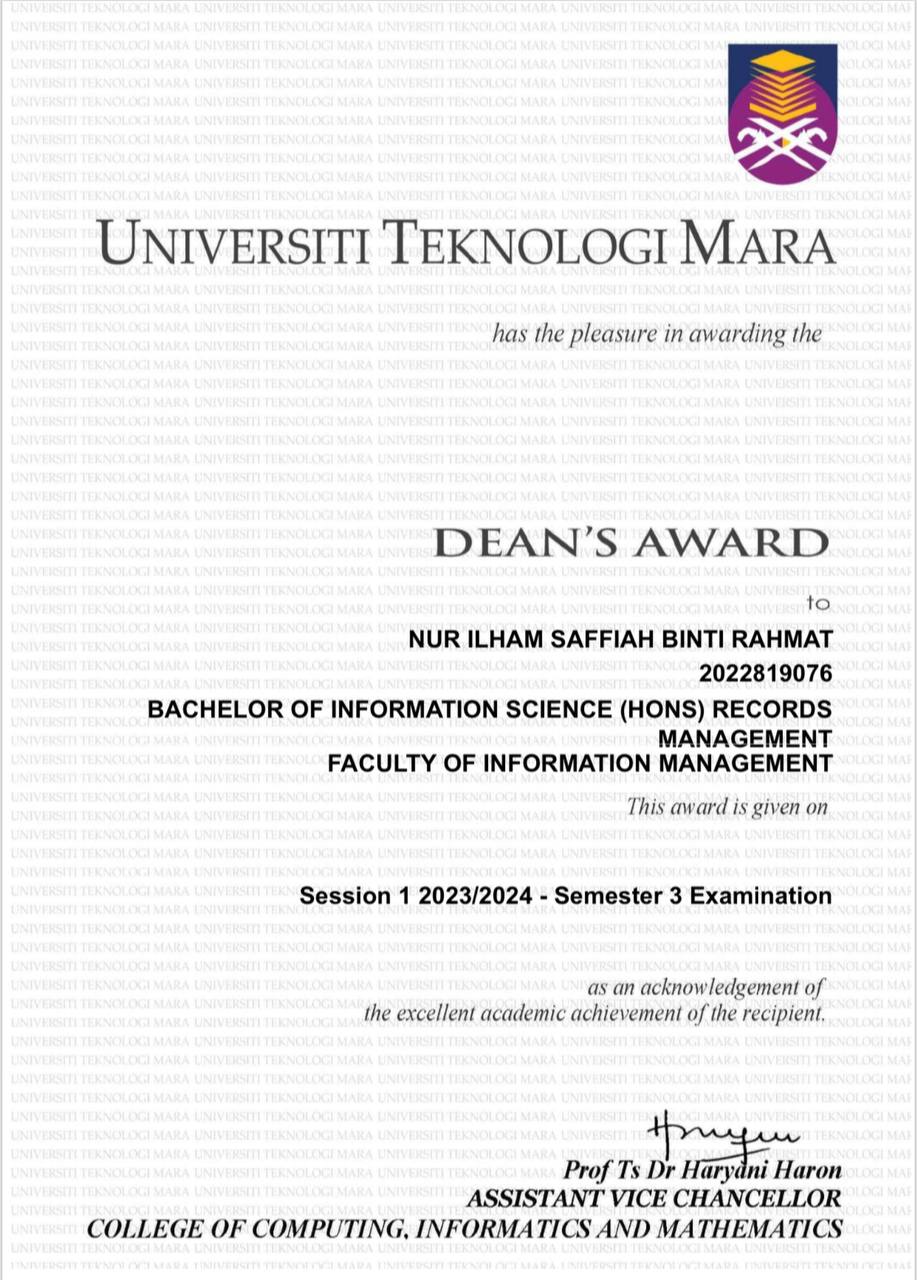 UNIVERSITI TEKNOLOGI MARA
has the pleasure in awarding the
DEAN'S AWARD
to
NUR ILHAM SAFFIAH BINTI RAHMAT
2022819076
BACHELOR OF INFORMATION SCIENCE (HONS) RECORDS
MANAGEMENT
FACULTY OF INFORMATION MANAGEMENT
This award is given on
Session 1 2023/2024 - Semester 3 Examination
as an acknowledgement of
the excellent academic achievement of the recipient.
Prof Ts Dr Haryani Haron
ASSISTANT VICE CHANCELLOR
COLLEGE OF COMPUTING, INFORMATICS AND MATHEMATICS